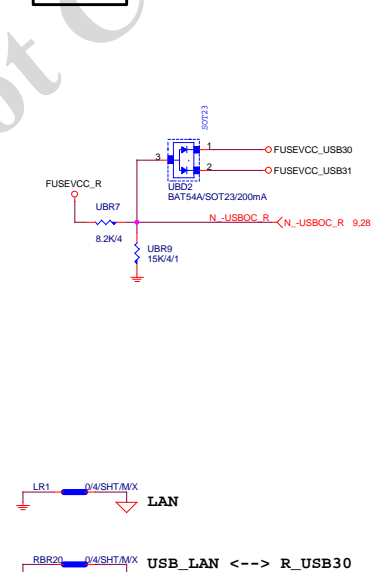 ot C
SOT23
3
1
FUSEVCC_USB30
2
FUSEVCC_USB31
FUSEVCC_R
UBD2
BAT54A/SOT23/200mA
UBR7
N_-USBOC_R
N_-USBOC_R 9,28
8.2K/4
UBR9
15K/4/1
LR1
0/4/SHT/M/X
LAN
RBR20
0/4/SHT/M/X
USB_LAN <--> R_USB30